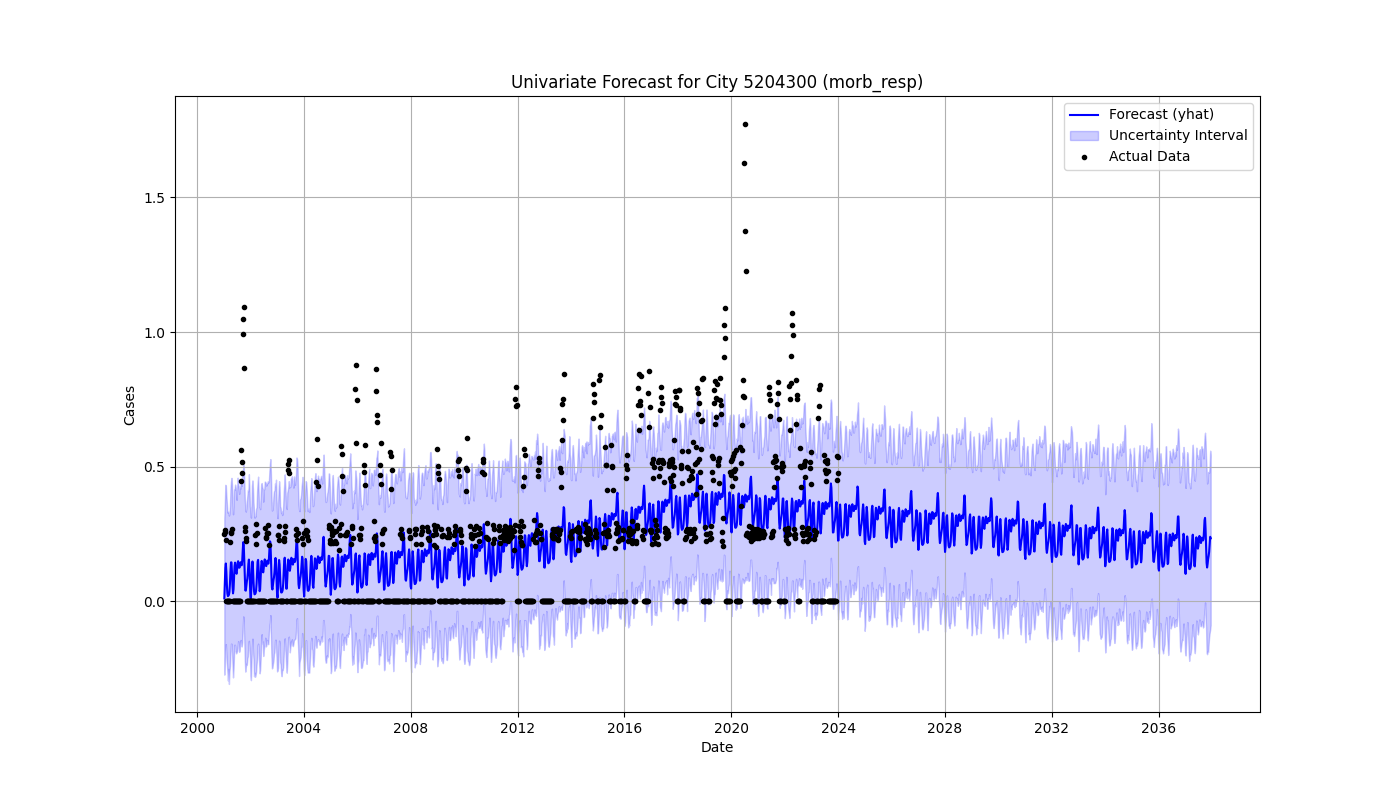 Univariate Forecast for City 5204300 (morb_resp)
Forecast (yhat)
Uncertainty Interval
Actual Data
Cases
1.5
1.0
0.5
0.0
2000 2004 2008 2012 2016 2020 2024 2028 2032 2036
Date